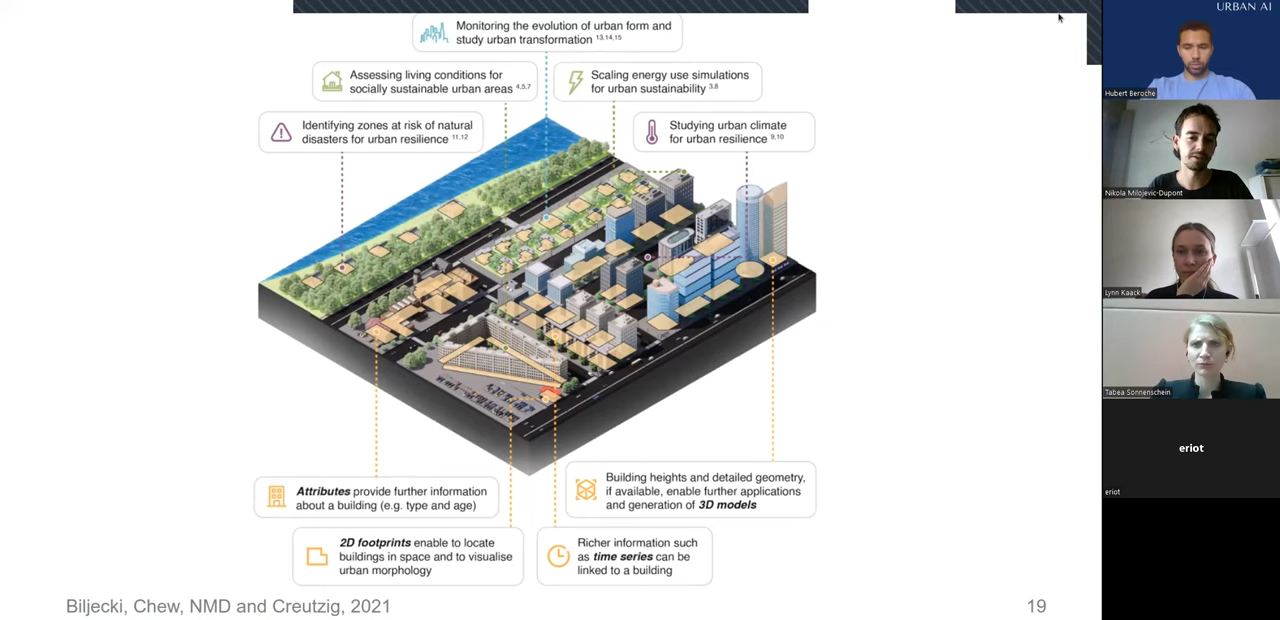 URBAN AI
Monitoring the evolution of urban form and
study urban transformation 13,14,15
Assessing living conditions for
socially sustainable urban areas 4,5,7
Scaling energy use simulations
for urban sustainability 3,8
Identifying zones at risk of natural
disasters for urban resilience 11,12
Studying urban climate
for urban resilience 9,10
Attributes provide further information
about a building (e.g. type and age)
Building heights and detailed geometry,
if available, enable further applications
and generation of 3D models
2D footprints enable to locate
buildings in space and to visualise
urban morphology
Richer information such
as time series can be
linked to a building
Biljecki, Chew, NMD and Creutzig, 2021
19
Hubert Beroche
Nikola Milojevic-Dupont
Lynn Kaack
Tabea Sonnenschein
eriot
eriot